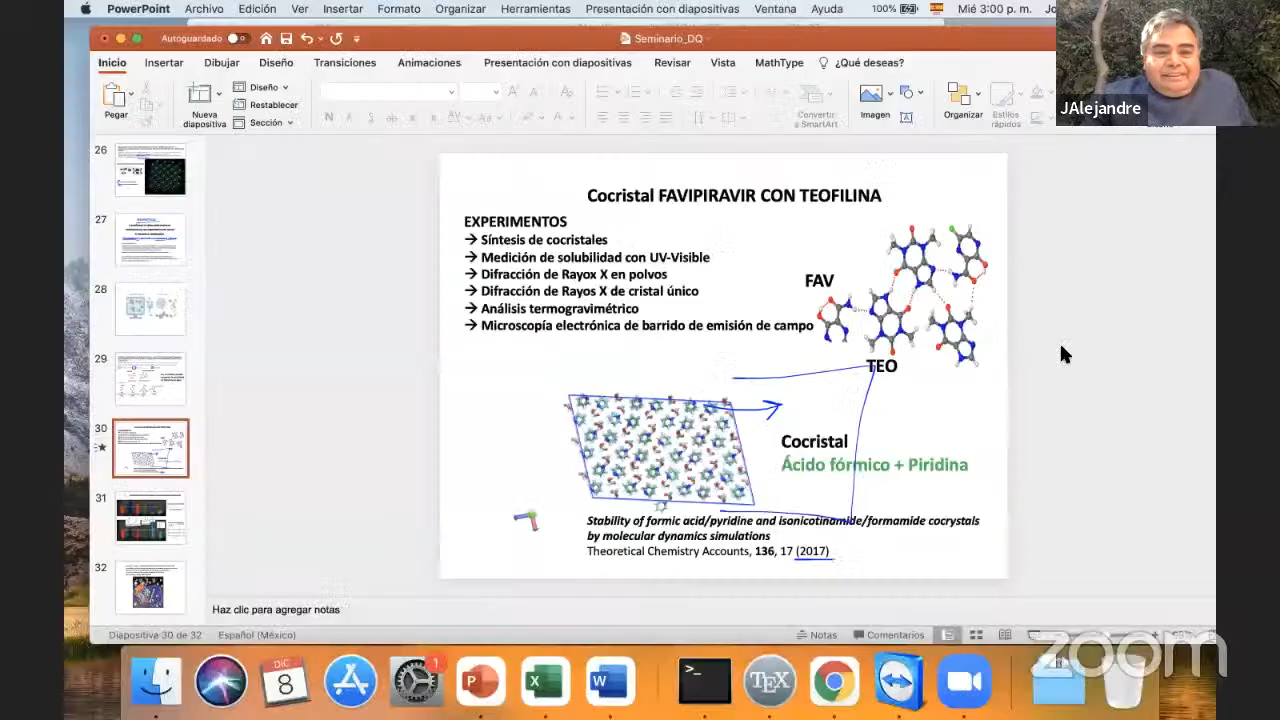 PowerPoint Archivo Edición Ver Insertar Formato Organizar Herramientas Presentación con diapositivas Ventana Ayuda 100% Mié 3:00 p. m.
Autoguardado
Seminario_DQ
Inicio Insertar Dibujar Diseño Transiciones Animaciones Presentación con diapositivas Revisar Vista MathType ¿Qué deseas?
Pegar
Nueva diapositiva
Diseño
Restablecer
Sección
Convertir a SmartArt
Imagen
Organizar
Estilos rápidos
JAlejandre
26
27
28
29
30
31
32
Cocristal FAVIPIRAVIR CON TEOFILINA
EXPERIMENTOS
→ Síntesis de cocristales
→ Medición de solubilidad con UV-Visible
→ Difracción de Rayox X en polvos
→ Difracción de Rayos X de cristal único
→ Análisis termogravimétrico
→ Microscopía electrónica de barrido de emisión de campo
FAV
TEO
Cocristal
Ácido fórmico + Piridina
Stability of formic acid/pyridine and isonicotinamide/formamide cocrystals
by molecular dynamics simulations
Theoretical Chemistry Accounts, 136, 17 (2017)
Haz clic para agregar notas
Diapositiva 30 de 32 Español (México) Notas Comentarios
zoom
DIC
8
1
P
X
W
>_
TEX